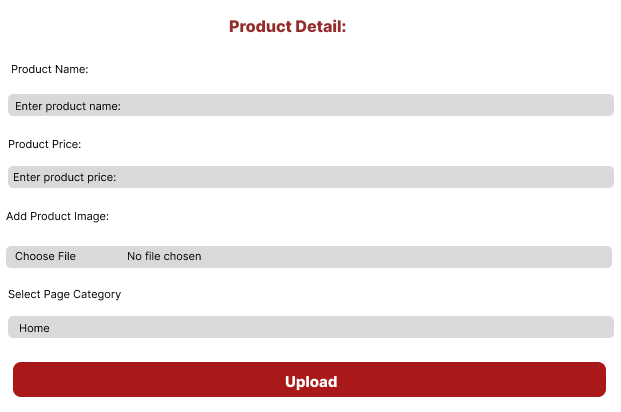 Product Detail:
Product Name:
Enter product name:
Product Price:
Enter product price:
Add Product Image:
Choose File No file chosen
Select Page Category
Home
Upload